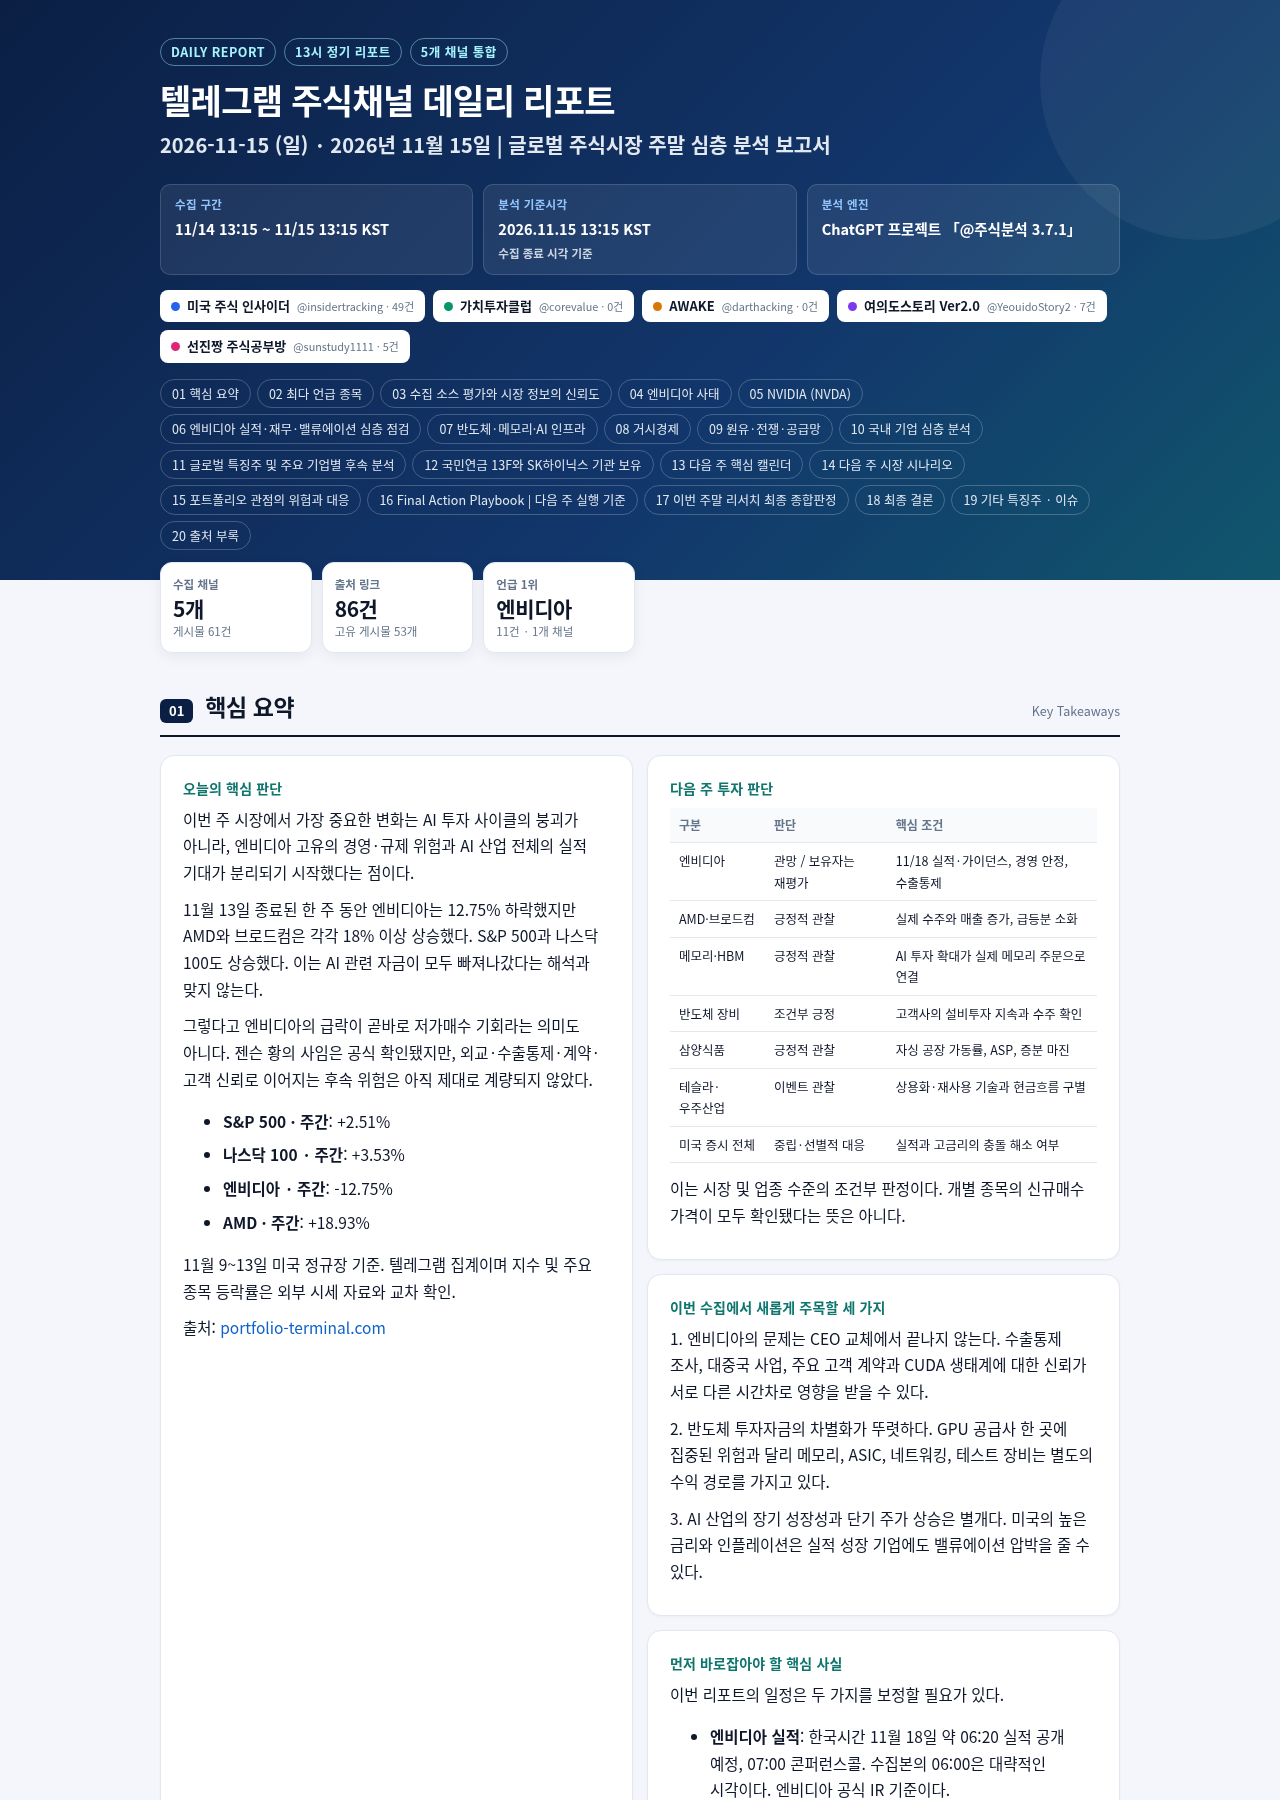 DAILY REPORT
13시 정기 리포트
5개 채널 통합
텔레그램 주식채널 데일리 리포트
2026-11-15 (일) · 2026년 11월 15일 | 글로벌 주식시장 주말 심층 분석 보고서
수집 구간
11/14 13:15 ~ 11/15 13:15 KST
분석 기준시각
2026.11.15 13:15 KST
수집 종료 시각 기준
분석 엔진
ChatGPT 프로젝트 「@주식분석 3.7.1」
미국 주식 인사이더 @insidertracking · 49건
가치투자클럽 @corevalue · 0건
AWAKE @darthacking · 0건
여의도스토리 Ver2.0 @YeouidoStory2 · 7건
선진짱 주식공부방 @sunstudy1111 · 5건
01 핵심 요약
02 최다 언급 종목
03 수집 소스 평가와 시장 정보의 신뢰도
04 엔비디아 사태
05 NVIDIA (NVDA)
06 엔비디아 실적·재무·밸류에이션 심층 점검
07 반도체·메모리·AI 인프라
08 거시경제
09 원유·전쟁·공급망
10 국내 기업 심층 분석
11 글로벌 특징주 및 주요 기업별 후속 분석
12 국민연금 13F와 SK하이닉스 기관 보유
13 다음 주 핵심 캘린더
14 다음 주 시장 시나리오
15 포트폴리오 관점의 위험과 대응
16 Final Action Playbook | 다음 주 실행 기준
17 이번 주말 리서치 최종 종합판정
18 최종 결론
19 기타 특징주 · 이슈
20 출처 부록
수집 채널
5개
게시물 61건
출처 링크
86건
고유 게시물 53개
언급 1위
엔비디아
11건 · 1개 채널
01 핵심 요약
Key Takeaways
오늘의 핵심 판단
이번 주 시장에서 가장 중요한 변화는 AI 투자 사이클의 붕괴가
아니라, 엔비디아 고유의 경영·규제 위험과 AI 산업 전체의 실적
기대가 분리되기 시작했다는 점이다.
11월 13일 종료된 한 주 동안 엔비디아는 12.75% 하락했지만
AMD와 브로드컴은 각각 18% 이상 상승했다. S&P 500과 나스닥
100도 상승했다. 이는 AI 관련 자금이 모두 빠져나갔다는 해석과
맞지 않는다.
그렇다고 엔비디아의 급락이 곧바로 저가매수 기회라는 의미도
아니다. 젠슨 황의 사임은 공식 확인됐지만, 외교·수출통제·계약·
고객 신뢰로 이어지는 후속 위험은 아직 제대로 계량되지 않았다.
S&P 500 · 주간: +2.51%
나스닥 100 · 주간: +3.53%
엔비디아 · 주간: -12.75%
AMD · 주간: +18.93%
11월 9~13일 미국 정규장 기준. 텔레그램 집계이며 지수 및 주요
종목 등락률은 외부 시세 자료와 교차 확인.
출처: portfolio-terminal.com
다음 주 투자 판단
구분 판단 핵심 조건
엔비디아 관망 / 보유자는 재평가 11/18 실적·가이던스, 경영 안정, 수출통제
AMD·브로드컴 긍정적 관찰 실제 수주와 매출 증가, 급등분 소화
메모리·HBM 긍정적 관찰 AI 투자 확대가 실제 메모리 주문으로 연결
반도체 장비 조건부 긍정 고객사의 설비투자 지속과 수주 확인
삼양식품 긍정적 관찰 자싱 공장 가동률, ASP, 증분 마진
테슬라·우주산업 이벤트 관찰 상용화·재사용 기술과 현금흐름 구별
미국 증시 전체 중립·선별적 대응 실적과 고금리의 충돌 해소 여부
이는 시장 및 업종 수준의 조건부 판정이다. 개별 종목의 신규매수
가격이 모두 확인됐다는 뜻은 아니다.
이번 수집에서 새롭게 주목할 세 가지
1. 엔비디아의 문제는 CEO 교체에서 끝나지 않는다. 수출통제
조사, 대중국 사업, 주요 고객 계약과 CUDA 생태계에 대한 신뢰가
서로 다른 시간차로 영향을 받을 수 있다.
2. 반도체 투자자금의 차별화가 뚜렷하다. GPU 공급사 한 곳에
집중된 위험과 달리 메모리, ASIC, 네트워킹, 테스트 장비는 별도의
수익 경로를 가지고 있다.
3. AI 산업의 장기 성장성과 단기 주가 상승은 별개다. 미국의 높은
금리와 인플레이션은 실적 성장 기업에도 밸류에이션 압박을 줄 수
있다.
먼저 바로잡아야 할 핵심 사실
이번 리포트의 일정은 두 가지를 보정할 필요가 있다.
엔비디아 실적: 한국시간 11월 18일 약 06:20 실적 공개
예정, 07:00 콘퍼런스콜. 수집본의 06:00은 대략적인
시각이다. 엔비디아 공식 IR 기준이다.